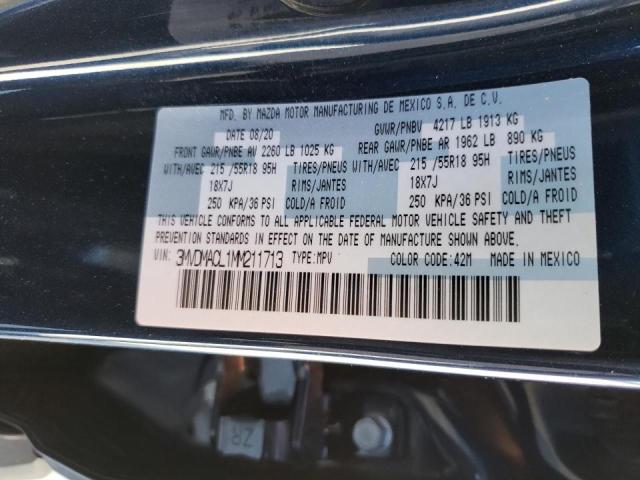 MFD. BY MAZDA MOTOR MANUFACTURING DE MEXICO S.A. DE C.V.
DATE 08/20 GVWR/PNBV 4217 LB 1913 KG
FRONT GAWR/PNBE AV 2260 LB 1025 KG REAR GAWR/PNBE AR 1962 LB 890 KG
WITH/AVEC 215 /55R18 95H TIRES/PNEUS WITH/AVEC 215 /55R18 95H TIRES/PNEUS
18X7J RIMS/JANTES 18X7J RIMS/JANTES
250 KPA/36 PSI COLD/A FROID 250 KPA/36 PSI COLD/A FROID
THIS VEHICLE CONFORMS TO ALL APPLICABLE FEDERAL MOTOR VEHICLE SAFETY AND THEFT
PREVENTION STANDARDS IN EFFECT ON THE DATE OF MANUFACTURE SHOWN ABOVE.
VIN: 3MVDMACL1MM211713 TYPE:MPV COLOR CODE:42M MADE IN MEXICO
ZR